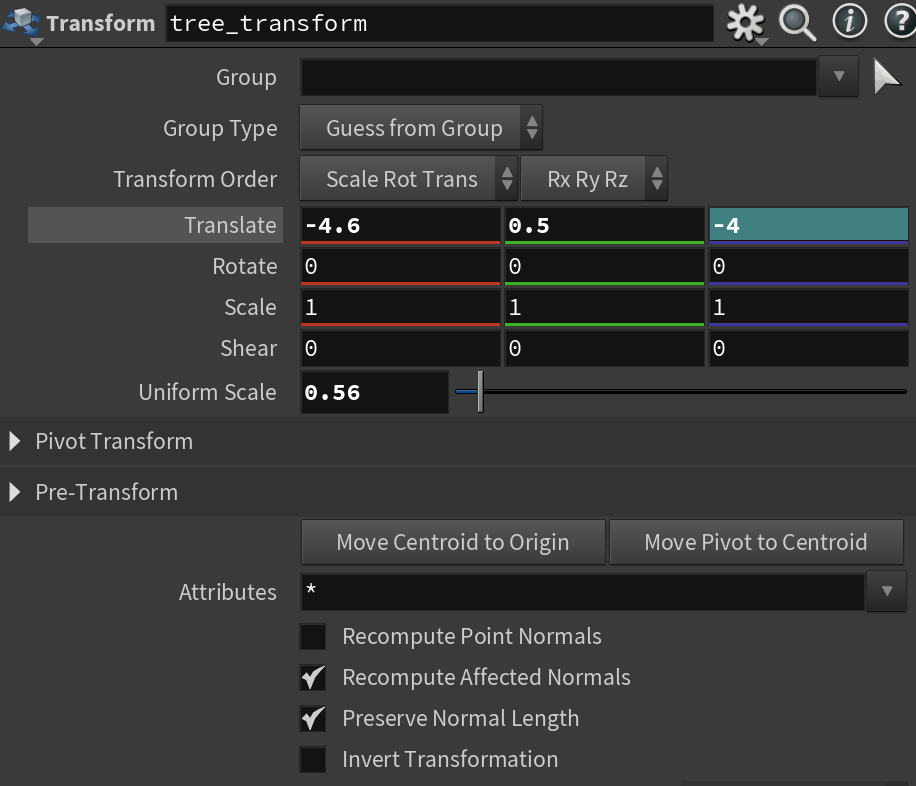 Transform tree_transform
Group
Group Type Guess from Group
Transform Order Scale Rot Trans Rx Ry Rz
Translate -4.6 0.5 -4
Rotate 0 0 0
Scale 1 1 1
Shear 0 0 0
Uniform Scale 0.56
Pivot Transform
Pre-Transform
Move Centroid to Origin Move Pivot to Centroid
Attributes *
Recompute Point Normals
Recompute Affected Normals
Preserve Normal Length
Invert Transformation